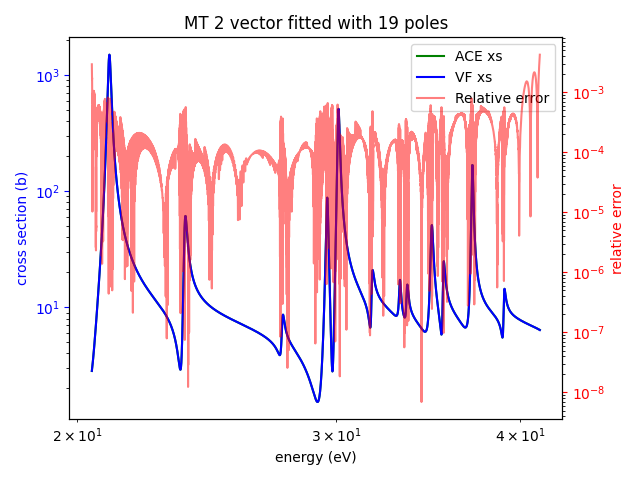 MT 2 vector fitted with 19 poles
ACE xs
VF xs
Relative error
cross section (b)
10³
10²
10¹
relative error
10⁻³
10⁻⁴
10⁻⁵
10⁻⁶
10⁻⁷
10⁻⁸
2 × 10¹
3 × 10¹
4 × 10¹
energy (eV)